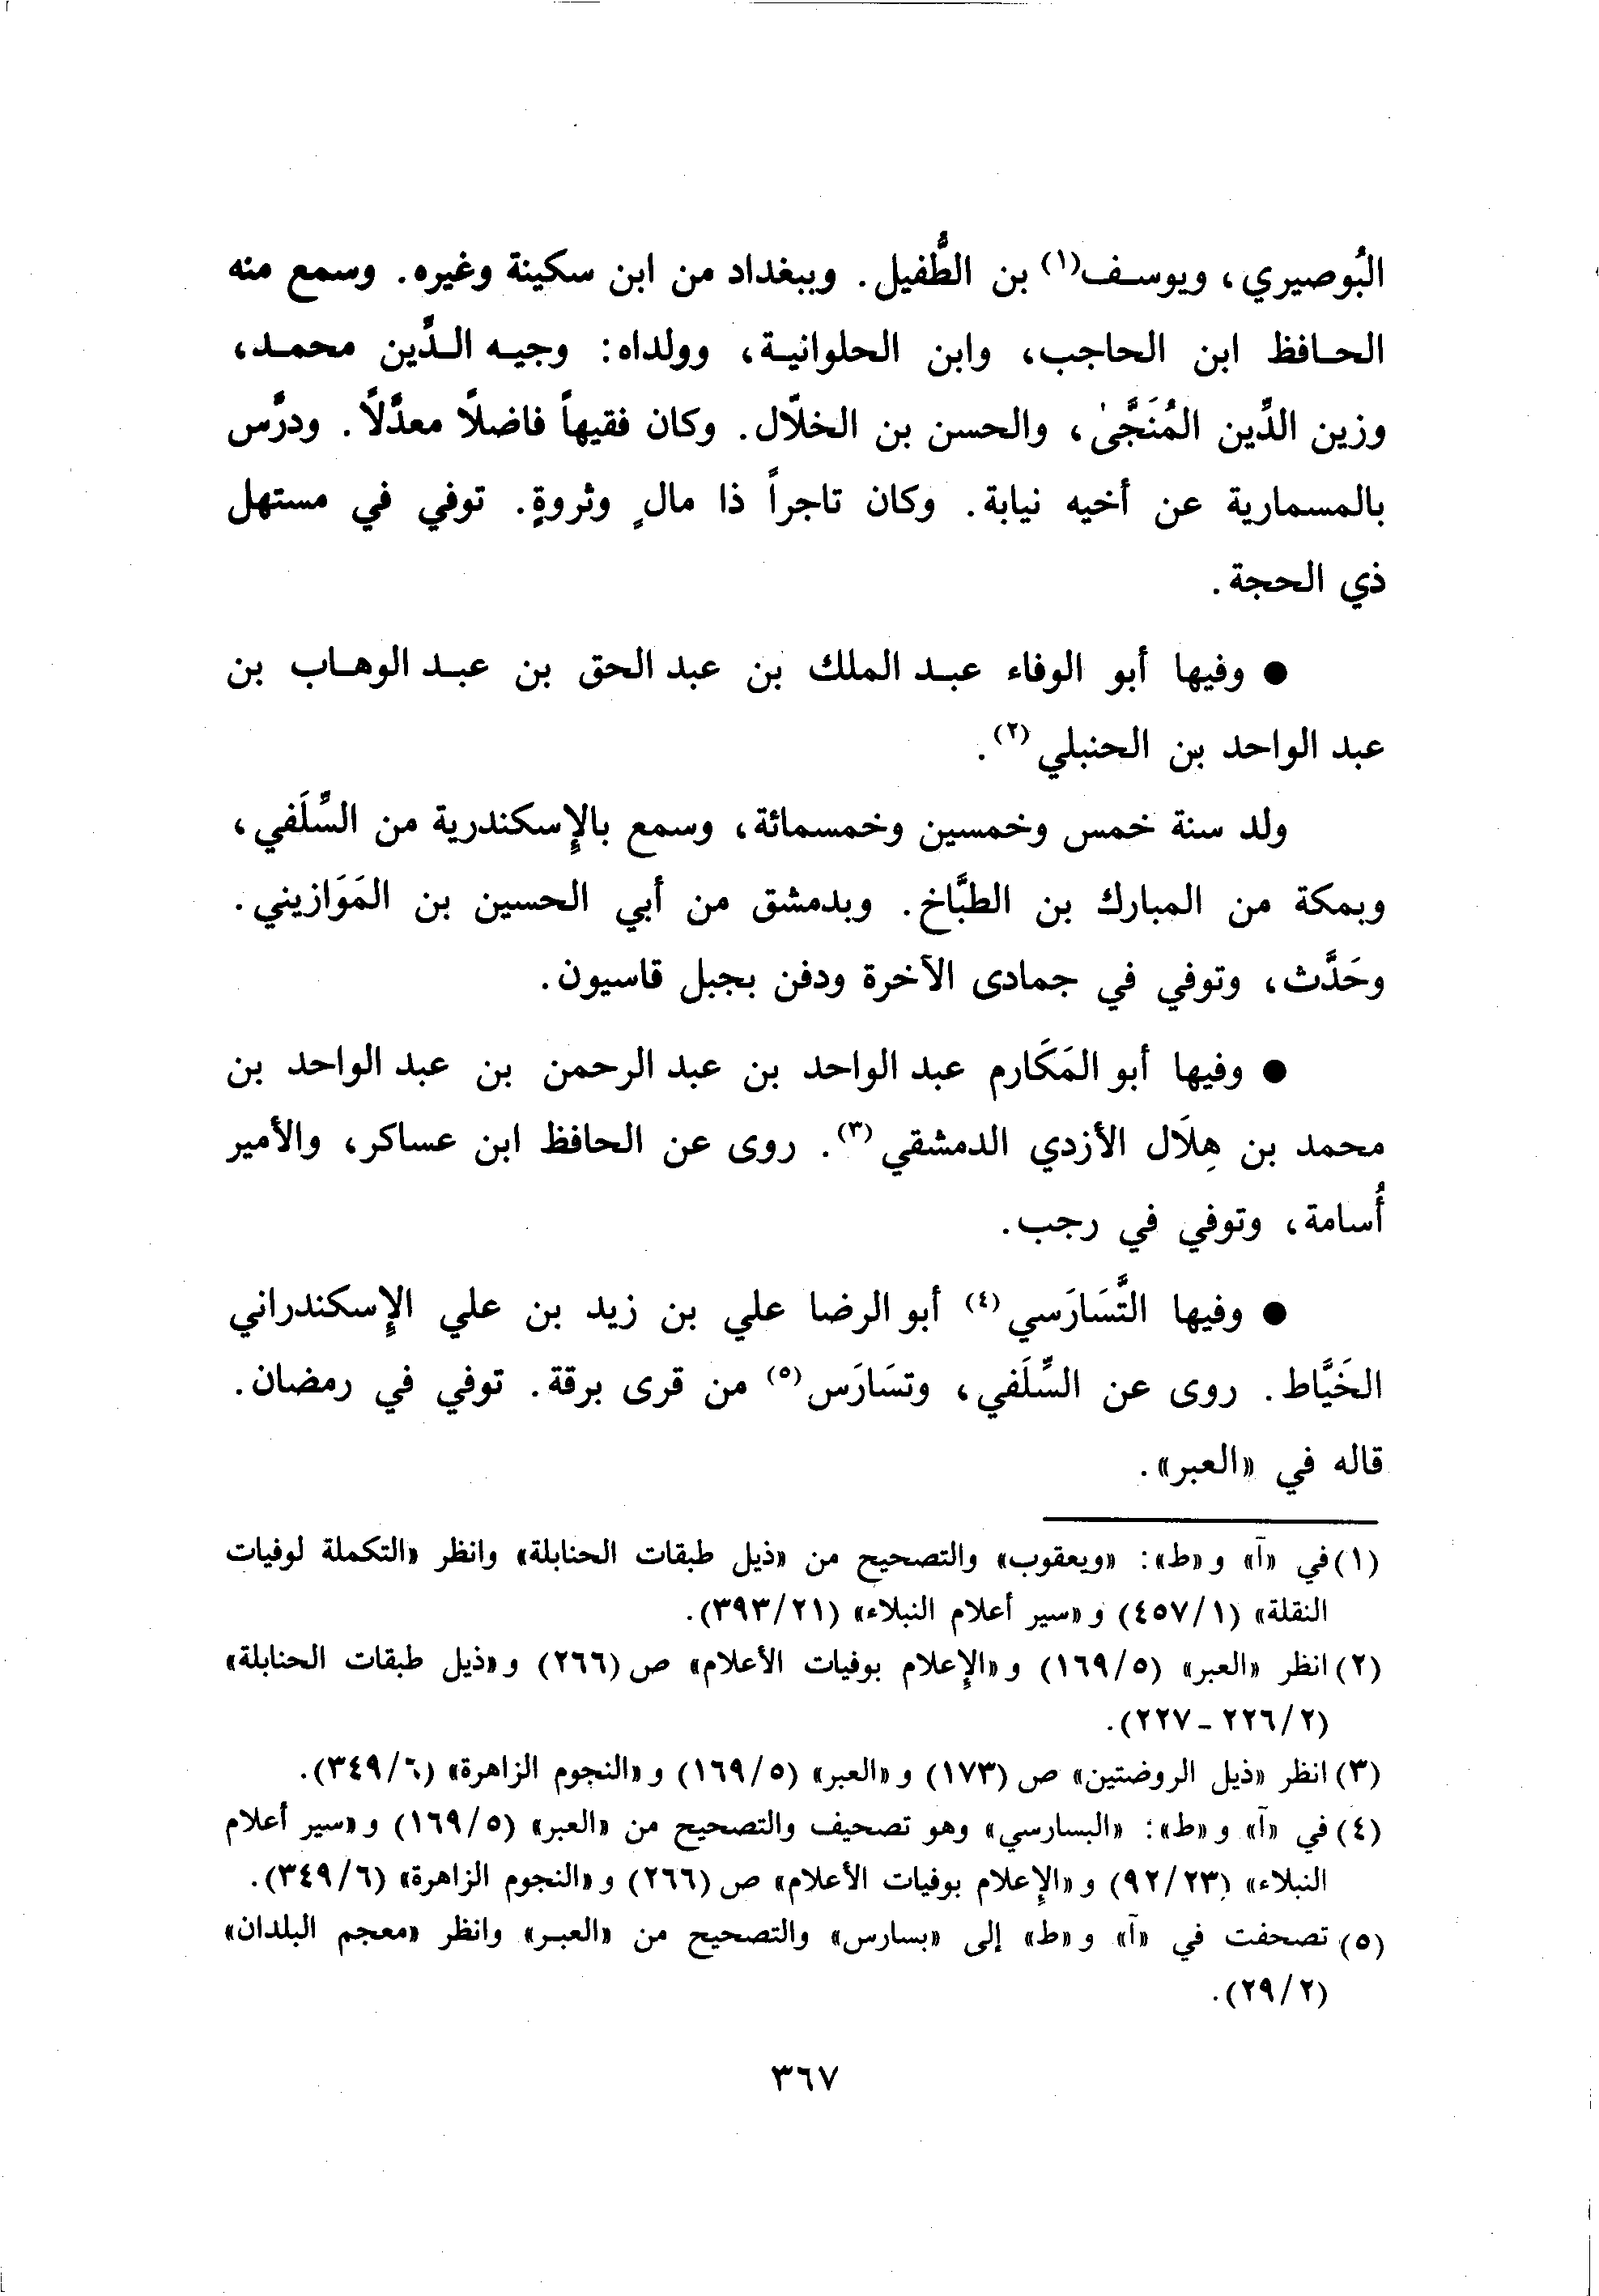 البُوصيري، ويوسف(١) بن الطُّفيل. وببغداد من ابن سكينة وغيره. وسمع منه
الحافظ ابن الحاجب، وابن الحلوانية، وولداه: وجيه الدِّين محمد،
وزين الدِّين المُنَجَّىٰ، والحسن بن الخلّال. وكان فقيهاً فاضلًا معدَّلًا. ودرَّس
بالمسمارية عن أخيه نيابة. وكان تاجراً ذا مالٍ وثروةٍ. توفي في مستهل
ذي الحجة.
● وفيها أبو الوفاء عبد الملك بن عبد الحق بن عبد الوهاب بن
عبد الواحد بن الحنبلي(٢).
ولد سنة خمس وخمسين وخمسمائة، وسمع بالإسكندرية من السِّلَفي،
وبمكة من المبارك بن الطبَّاخ. وبدمشق من أبي الحسين بن المَوَازيني.
وحَدَّث، وتوفي في جمادى الآخرة ودفن بجبل قاسيون.
● وفيها أبو المَكَارم عبد الواحد بن عبد الرحمن بن عبد الواحد بن
محمد بن هِلَال الأزدي الدمشقي(٣). روى عن الحافظ ابن عساكر، والأمير
أُسامة، وتوفي في رجب.
● وفيها التَّسَارَسي(٤) أبو الرضا علي بن زيد بن علي الإسكندراني
الخَيَّاط. روى عن السِّلَفي، وتسَارَس(٥) من قرى برقة. توفي في رمضان.
قاله في «العبر».
(١) في «آ» و «ط»: «ويعقوب» والتصحيح من «ذيل طبقات الحنابلة» وانظر «التكملة لوفيات
النقلة» (٤٥٧/١) و «سير أعلام النبلاء» (٣٩٣/٢١).
(٢) انظر «العبر» (١٦٩/٥) و «الإعلام بوفيات الأعلام» ص (٢٦٦) و «ذيل طبقات الحنابلة»
(٢٢٦/٢ - ٢٢٧).
(٣) انظر «ذيل الروضتين» ص (١٧٣) و «العبر» (١٦٩/٥) و «النجوم الزاهرة» (٣٤٩/٦).
(٤) في «آ» و «ط»: «البسارسي» وهو تصحيف والتصحيح من «العبر» (١٦٩/٥) و «سير أعلام
النبلاء» (٩٢/٢٣) و «الإعلام بوفيات الأعلام» ص (٢٦٦) و «النجوم الزاهرة» (٣٤٩/٦).
(٥) تصحفت في «آ» و «ط» إلى «بسارس» والتصحيح من «العبر» وانظر «معجم البلدان»
(٢٩/٢).
٣٦٧